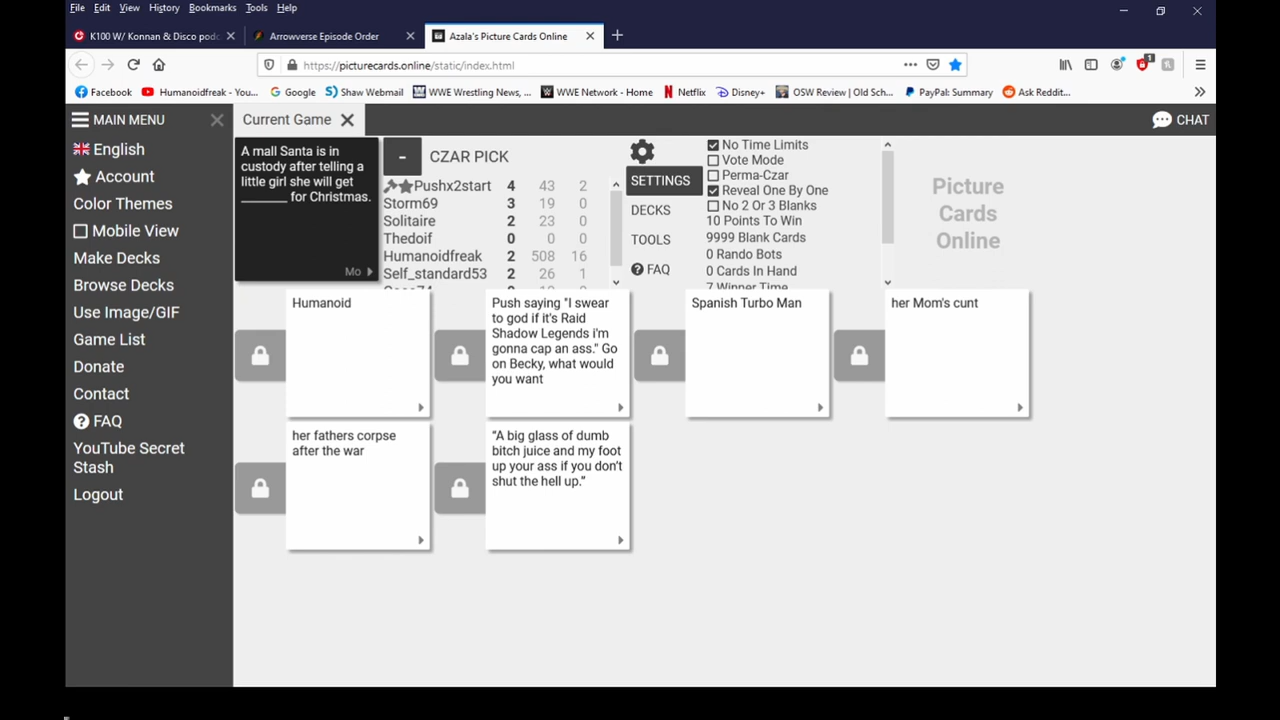 File Edit View History Bookmarks Tools Help
K100 W/ Konnan & Disco podc
Arrowverse Episode Order
Azala's Picture Cards Online
https://picturecards.online/static/index.html
Facebook
Humanoidfreak - You...
Google
Shaw Webmail
WWE Wrestling News, ...
WWE Network - Home
Netflix
Disney+
OSW Review | Old Sch...
PayPal: Summary
Ask Reddit...
MAIN MENU
Current Game
CHAT
English
Account
Color Themes
Mobile View
Make Decks
Browse Decks
Use Image/GIF
Game List
Donate
Contact
FAQ
YouTube Secret
Stash
Logout
A mall Santa is in
custody after telling a
little girl she will get
_______ for Christmas.
Mo
- CZAR PICK
Pushx2start 4 43 2
Storm69 3 19 0
Solitaire 2 23 0
Thedoif 0 0 0
Humanoidfreak 2 508 16
Self_standard53 2 26 1
SETTINGS
DECKS
TOOLS
FAQ
No Time Limits
Vote Mode
Perma-Czar
Reveal One By One
No 2 Or 3 Blanks
10 Points To Win
9999 Blank Cards
0 Rando Bots
0 Cards In Hand
7 Winner Time
Picture
Cards
Online
Humanoid
Push saying "I swear
to god if it's Raid
Shadow Legends i'm
gonna cap an ass." Go
on Becky, what would
you want
Spanish Turbo Man
her Mom's cunt
her fathers corpse
after the war
“A big glass of dumb
bitch juice and my foot
up your ass if you don’t
shut the hell up.”